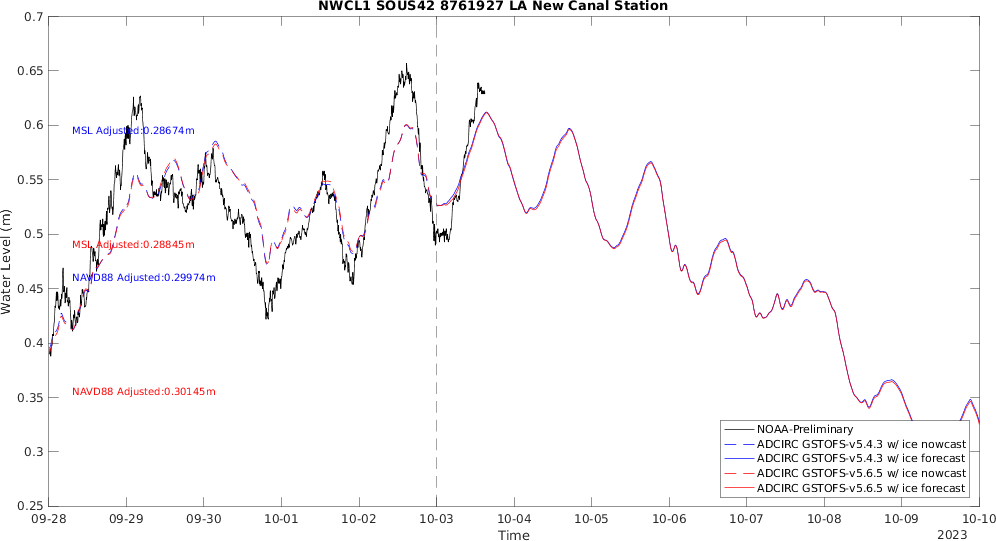 NWCL1 SOUS42 8761927 LA New Canal Station
Water Level (m)
0.7
0.65
0.6
0.55
0.5
0.45
0.4
0.35
0.3
0.25
MSL Adjusted:0.28674m
MSL Adjusted:0.28845m
NAVD88 Adjusted:0.29974m
NAVD88 Adjusted:0.30145m
NOAA-Preliminary
ADCIRC GSTOFS-v5.4.3 w/ ice nowcast
ADCIRC GSTOFS-v5.4.3 w/ ice forecast
ADCIRC GSTOFS-v5.6.5 w/ ice nowcast
ADCIRC GSTOFS-v5.6.5 w/ ice forecast
09-28 09-29 09-30 10-01 10-02 10-03 10-04 10-05 10-06 10-07 10-08 10-09 10-10
Time
2023